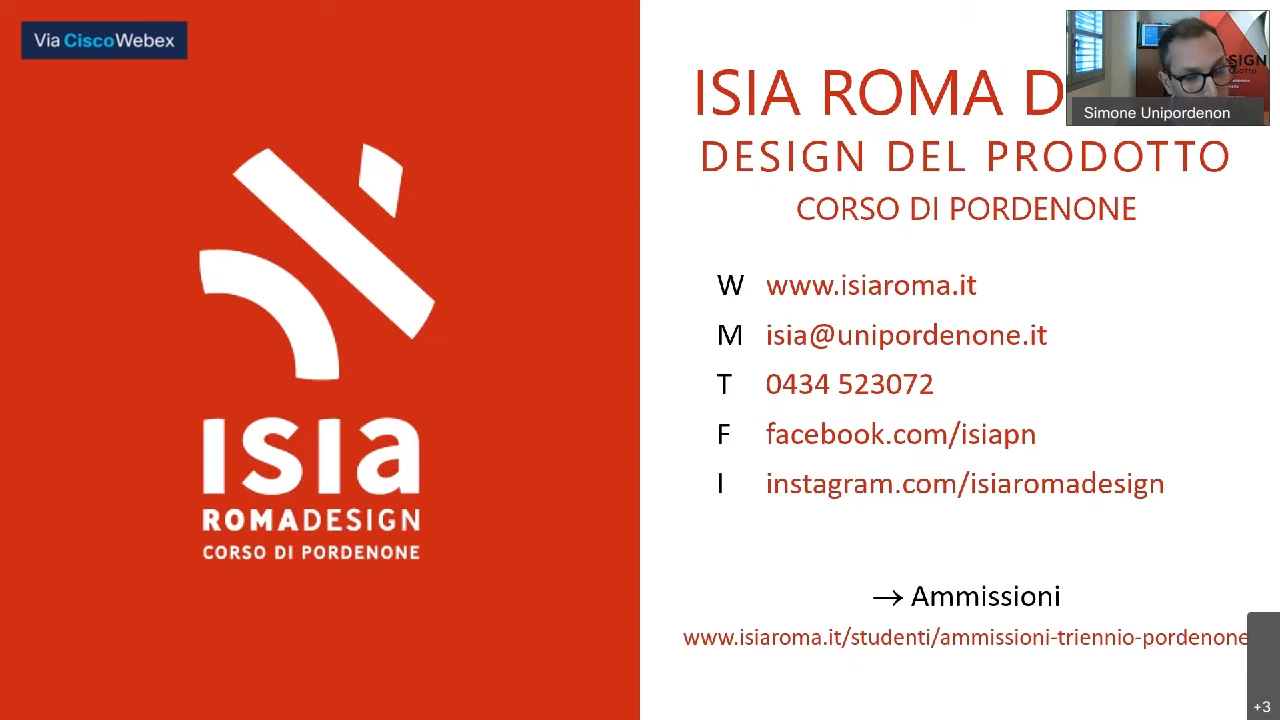 Via CiscoWebex
ISIA
ROMADESIGN
CORSO DI PORDENONE
ISIA ROMA D
DESIGN DEL PRODOTTO
CORSO DI PORDENONE
W www.isiaroma.it
M isia@unipordenone.it
T 0434 523072
F facebook.com/isiapn
I instagram.com/isiaromadesign
→ Ammissioni
www.isiaroma.it/studenti/ammissioni-triennio-pordenone
SIGN
Simone Unipordenon
+3